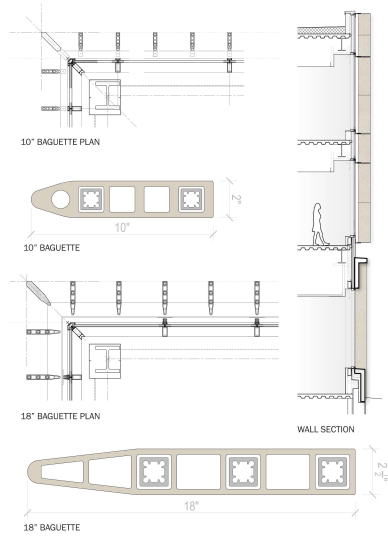 10” BAGUETTE PLAN
2"
10"
10” BAGUETTE
18” BAGUETTE PLAN
WALL SECTION
2 1/2"
18"
18” BAGUETTE